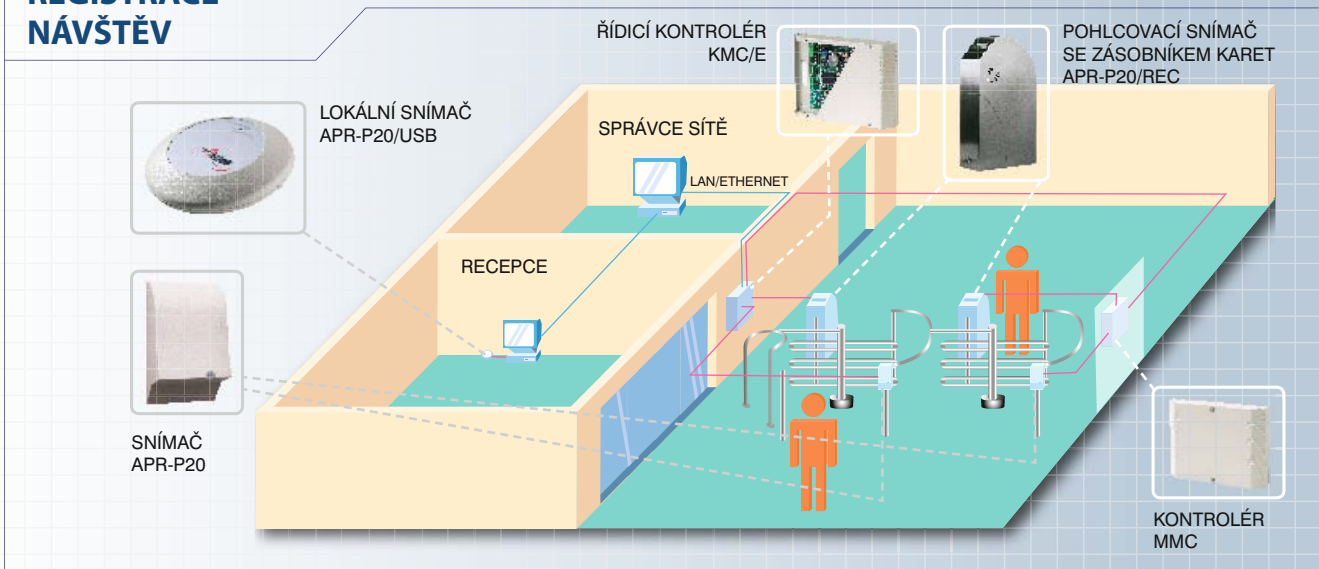 REGISTRACE
NÁVŠTĚV
ŘÍDICÍ KONTROLÉR
KMC/E
POHLCOVACÍ SNÍMAČ
SE ZÁSOBNÍKEM KARET
APR-P20/REC
LOKÁLNÍ SNÍMAČ
APR-P20/USB
SPRÁVCE SÍTĚ
LAN/ETHERNET
RECEPCE
SNÍMAČ
APR-P20
KONTROLÉR
MMC